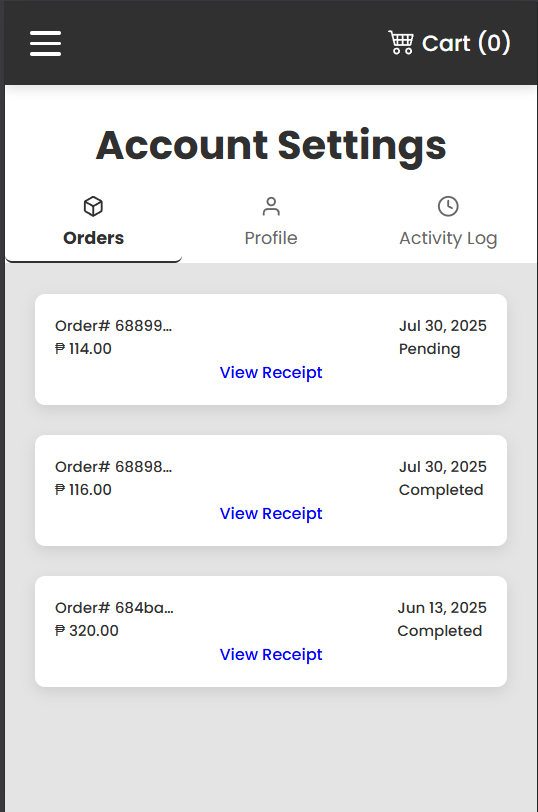 Cart (0)
Account Settings
Orders
Profile
Activity Log
Order# 68899...
Jul 30, 2025
₱ 114.00
Pending
View Receipt
Order# 68898...
Jul 30, 2025
₱ 116.00
Completed
View Receipt
Order# 684ba...
Jun 13, 2025
₱ 320.00
Completed
View Receipt